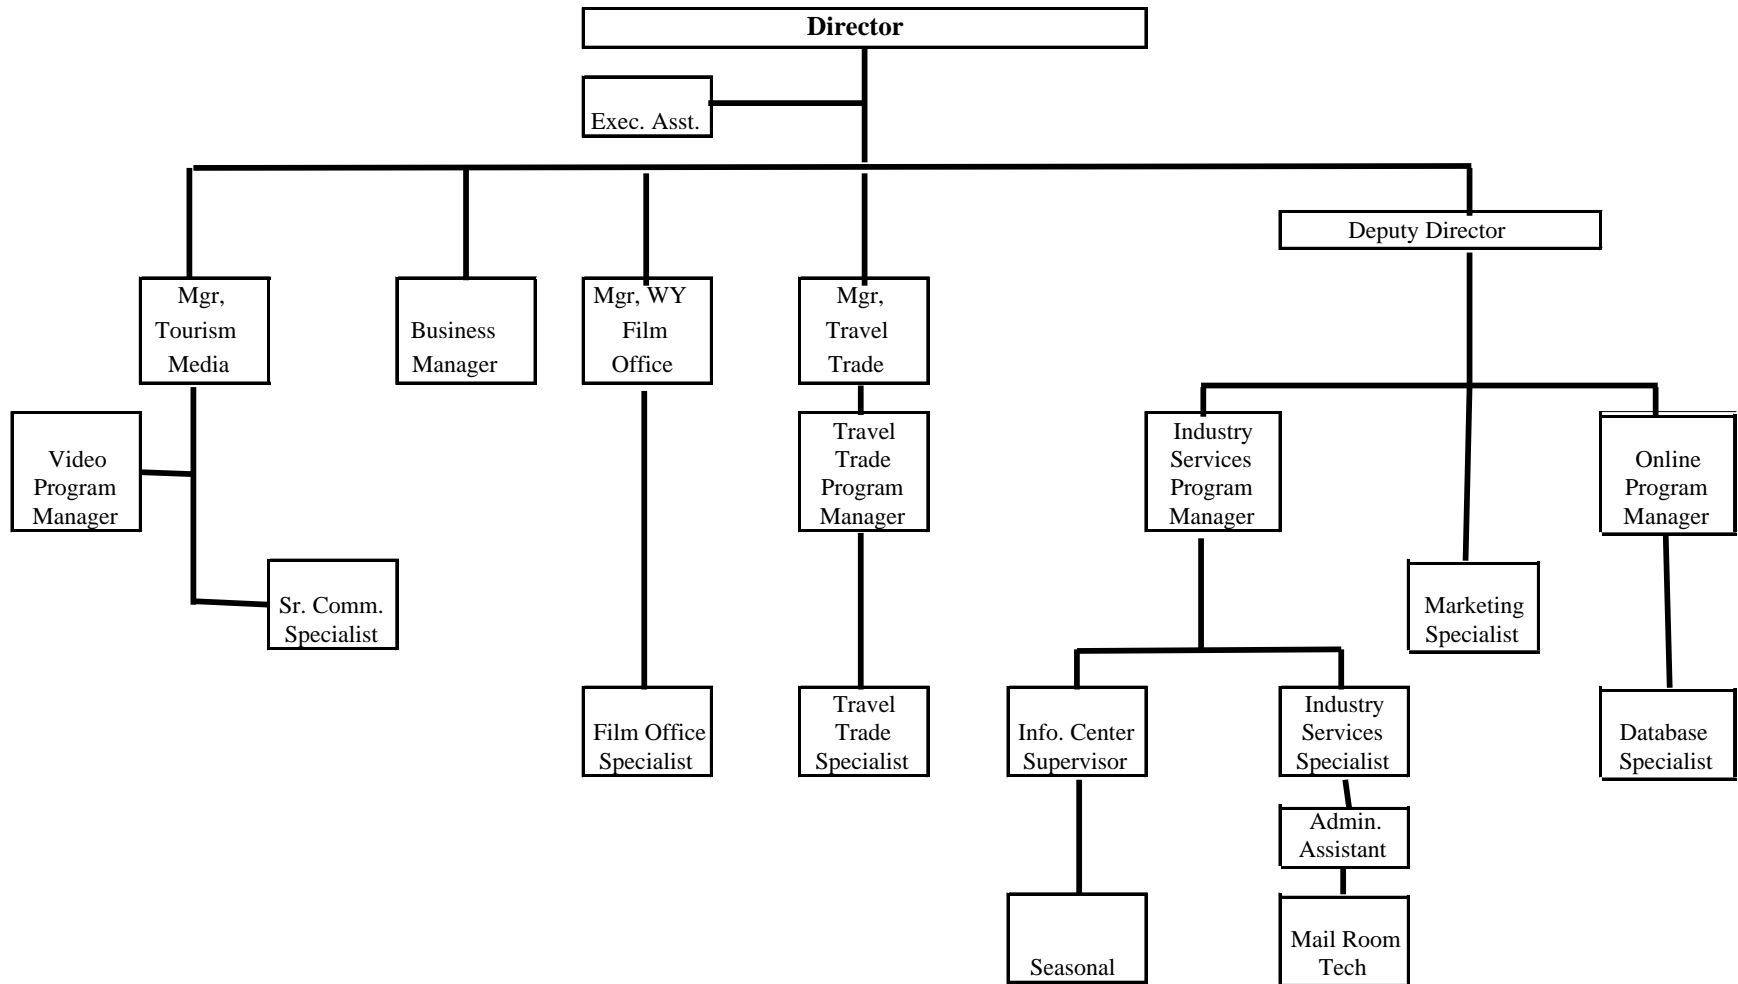 Director
Exec. Asst.
Deputy Director
Mgr,
Tourism
Media
Business
Manager
Mgr, WY
Film
Office
Mgr,
Travel
Trade
Video
Program
Manager
Travel
Trade
Program
Manager
Industry
Services
Program
Manager
Online
Program
Manager
Sr. Comm.
Specialist
Marketing
Specialist
Film Office
Specialist
Travel
Trade
Specialist
Info. Center
Supervisor
Industry
Services
Specialist
Database
Specialist
Admin.
Assistant
Seasonal
Mail Room
Tech